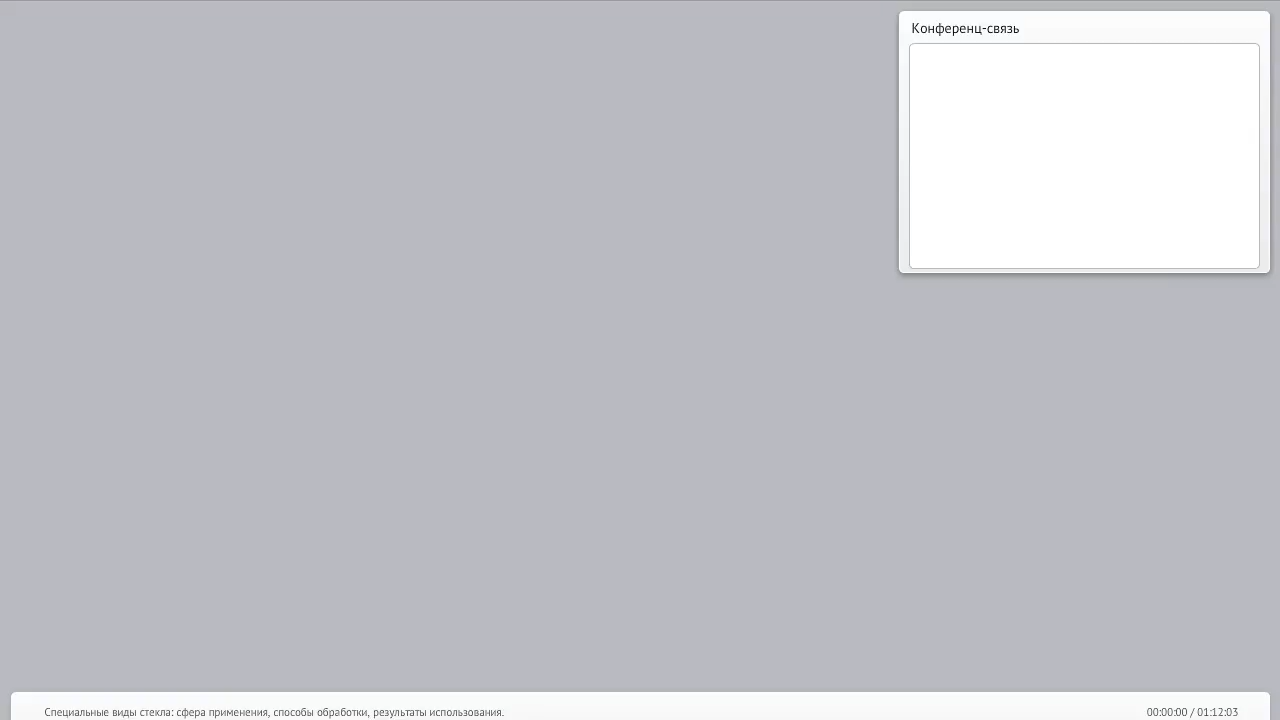 Конференц-связь
Специальные виды стекла: сфера применения, способы обработки, результаты использования.
00:00:00 / 01:12:03